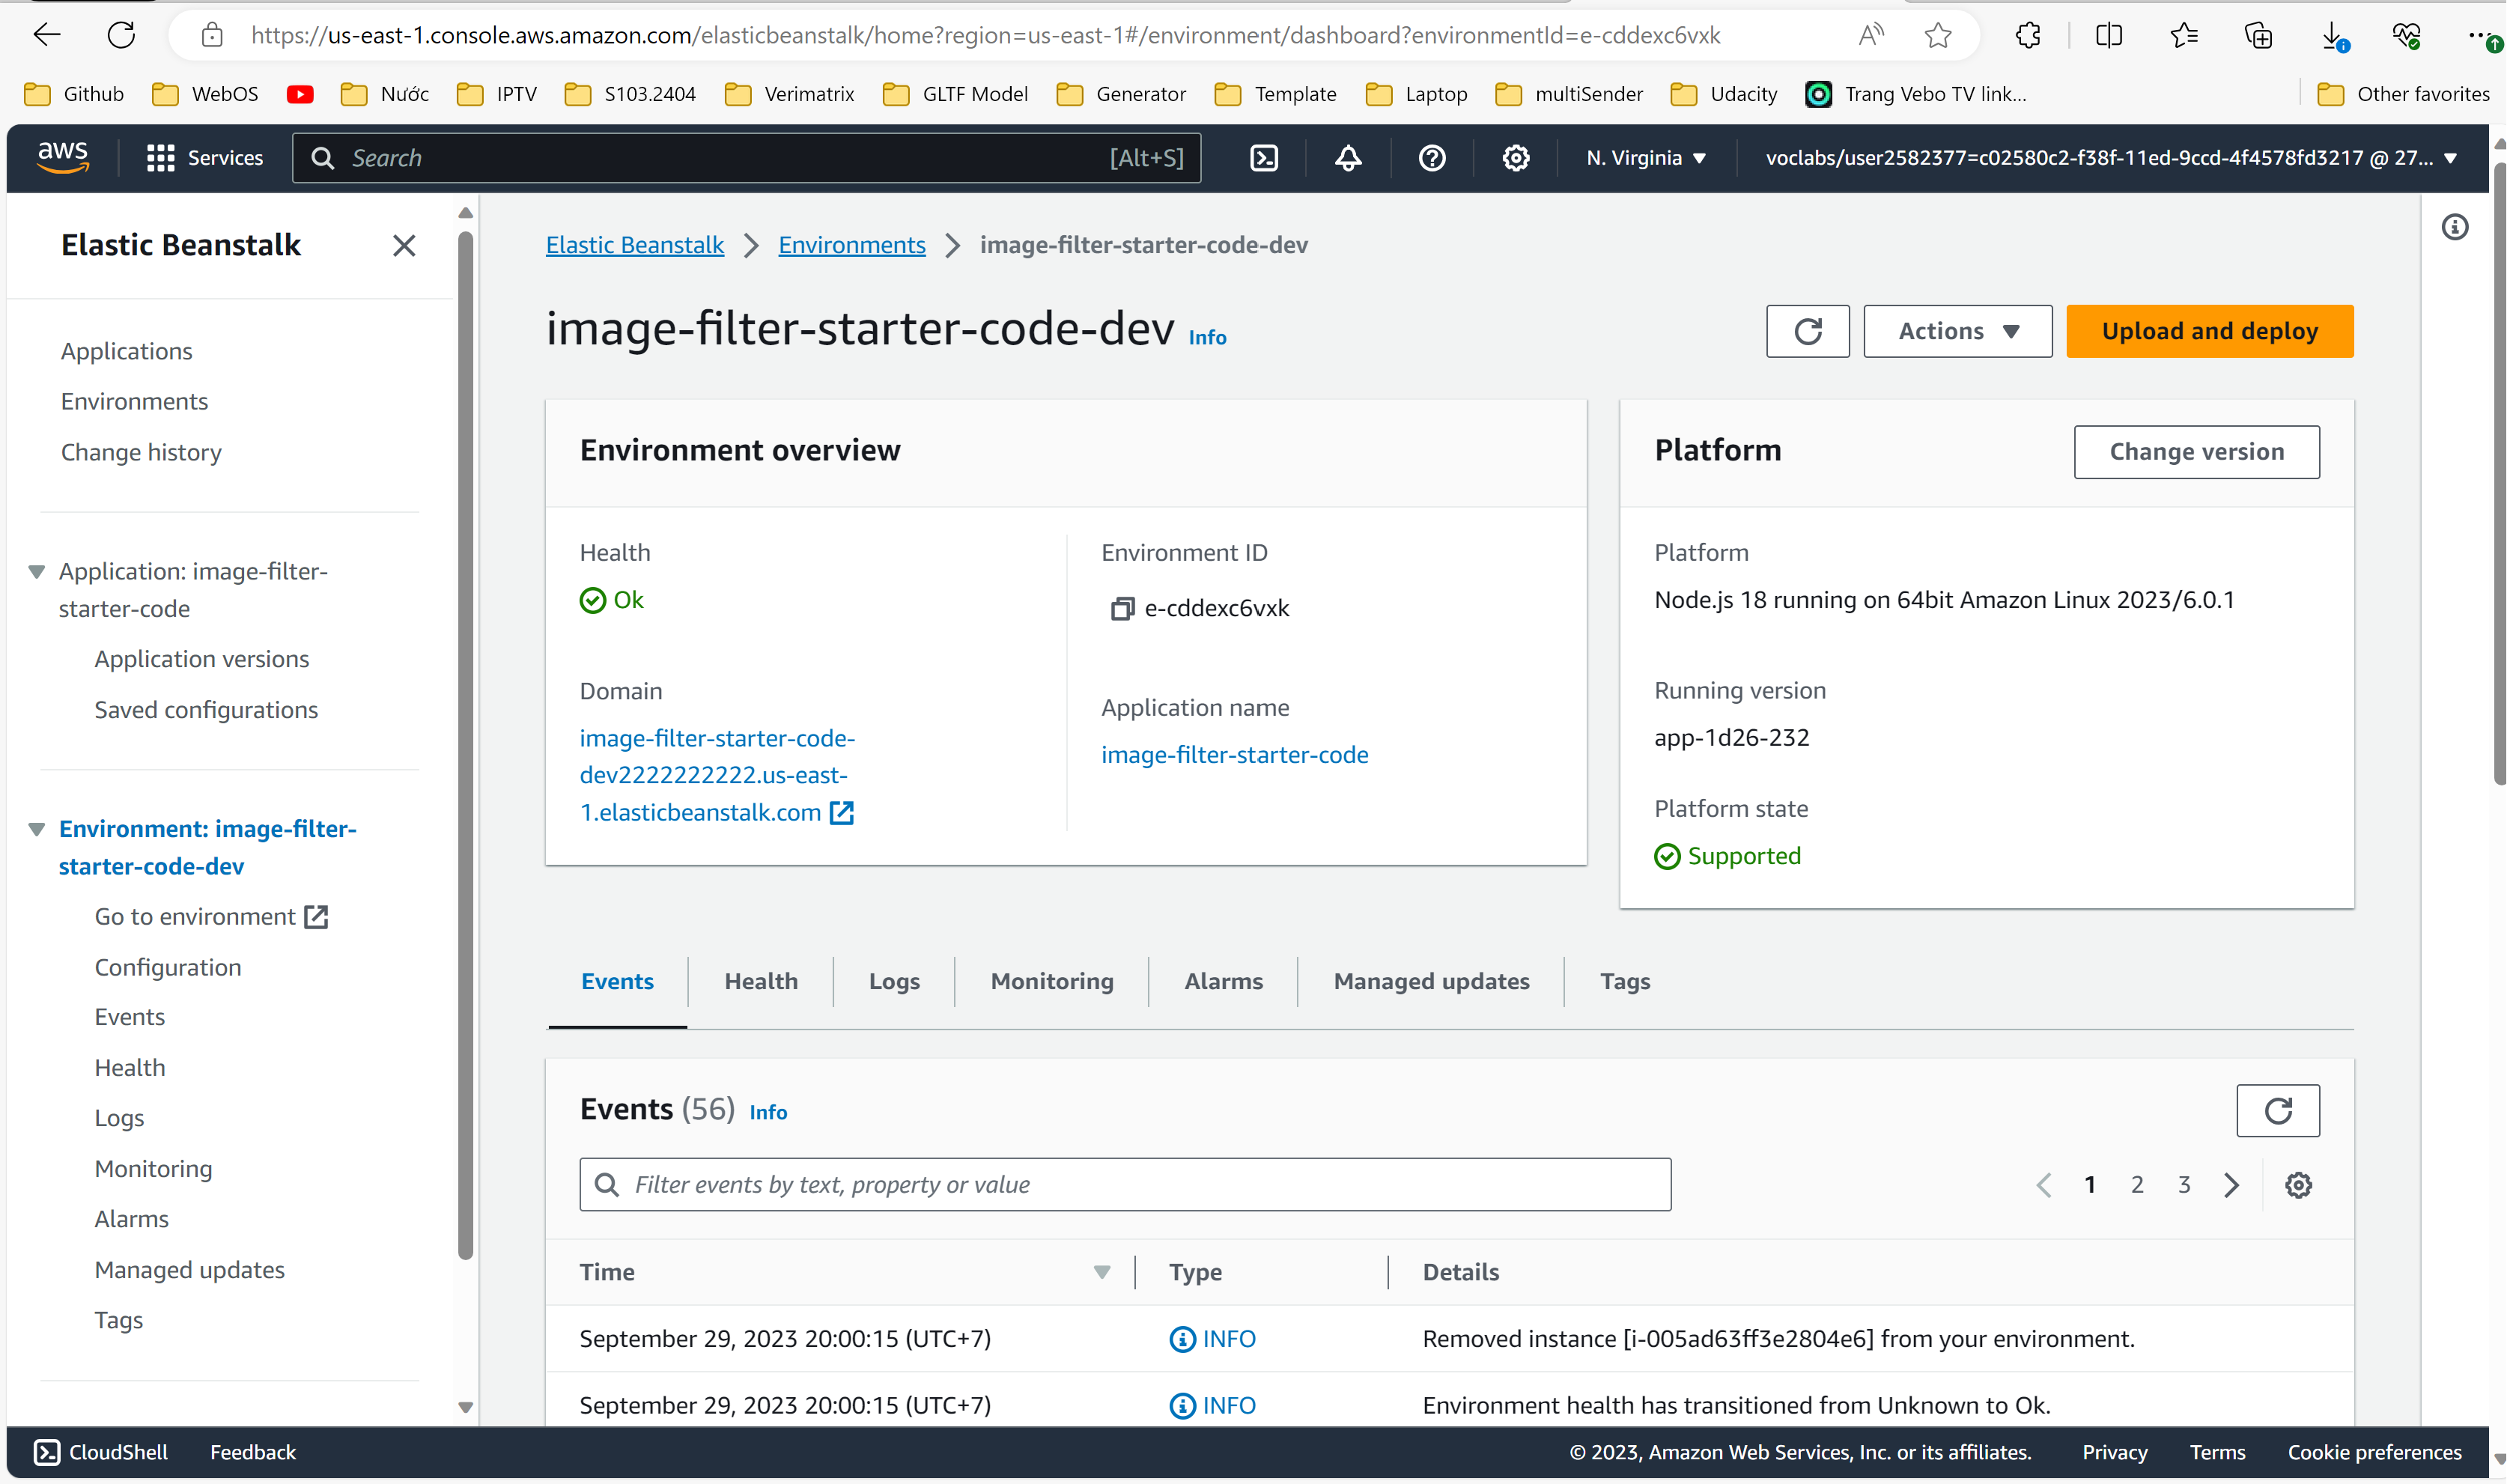 https://us-east-1.console.aws.amazon.com/elasticbeanstalk/home?region=us-east-1#/environment/dashboard?environmentId=e-cddexc6vxk
Github WebOS Nước IPTV S103.2404 Verimatrix GLTF Model Generator Template Laptop multiSender Udacity Trang Vebo TV link... Other favorites
aws Services Search [Alt+S] N. Virginia voclabs/user2582377=c02580c2-f38f-11ed-9ccd-4f4578fd3217 @ 27...
Elastic Beanstalk
Applications
Environments
Change history
Application: image-filter-
starter-code
Application versions
Saved configurations
Environment: image-filter-
starter-code-dev
Go to environment
Configuration
Events
Health
Logs
Monitoring
Alarms
Managed updates
Tags
Elastic Beanstalk Environments image-filter-starter-code-dev
image-filter-starter-code-dev Info
Actions Upload and deploy
Environment overview
Health
Ok
Domain
image-filter-starter-code-
dev2222222222.us-east-
1.elasticbeanstalk.com
Environment ID
e-cddexc6vxk
Application name
image-filter-starter-code
Platform Change version
Platform
Node.js 18 running on 64bit Amazon Linux 2023/6.0.1
Running version
app-1d26-232
Platform state
Supported
Events Health Logs Monitoring Alarms Managed updates Tags
Events (56) Info
Filter events by text, property or value 1 2 3
Time Type Details
September 29, 2023 20:00:15 (UTC+7) INFO Removed instance [i-005ad63ff3e2804e6] from your environment.
September 29, 2023 20:00:15 (UTC+7) INFO Environment health has transitioned from Unknown to Ok.
CloudShell Feedback © 2023, Amazon Web Services, Inc. or its affiliates. Privacy Terms Cookie preferences